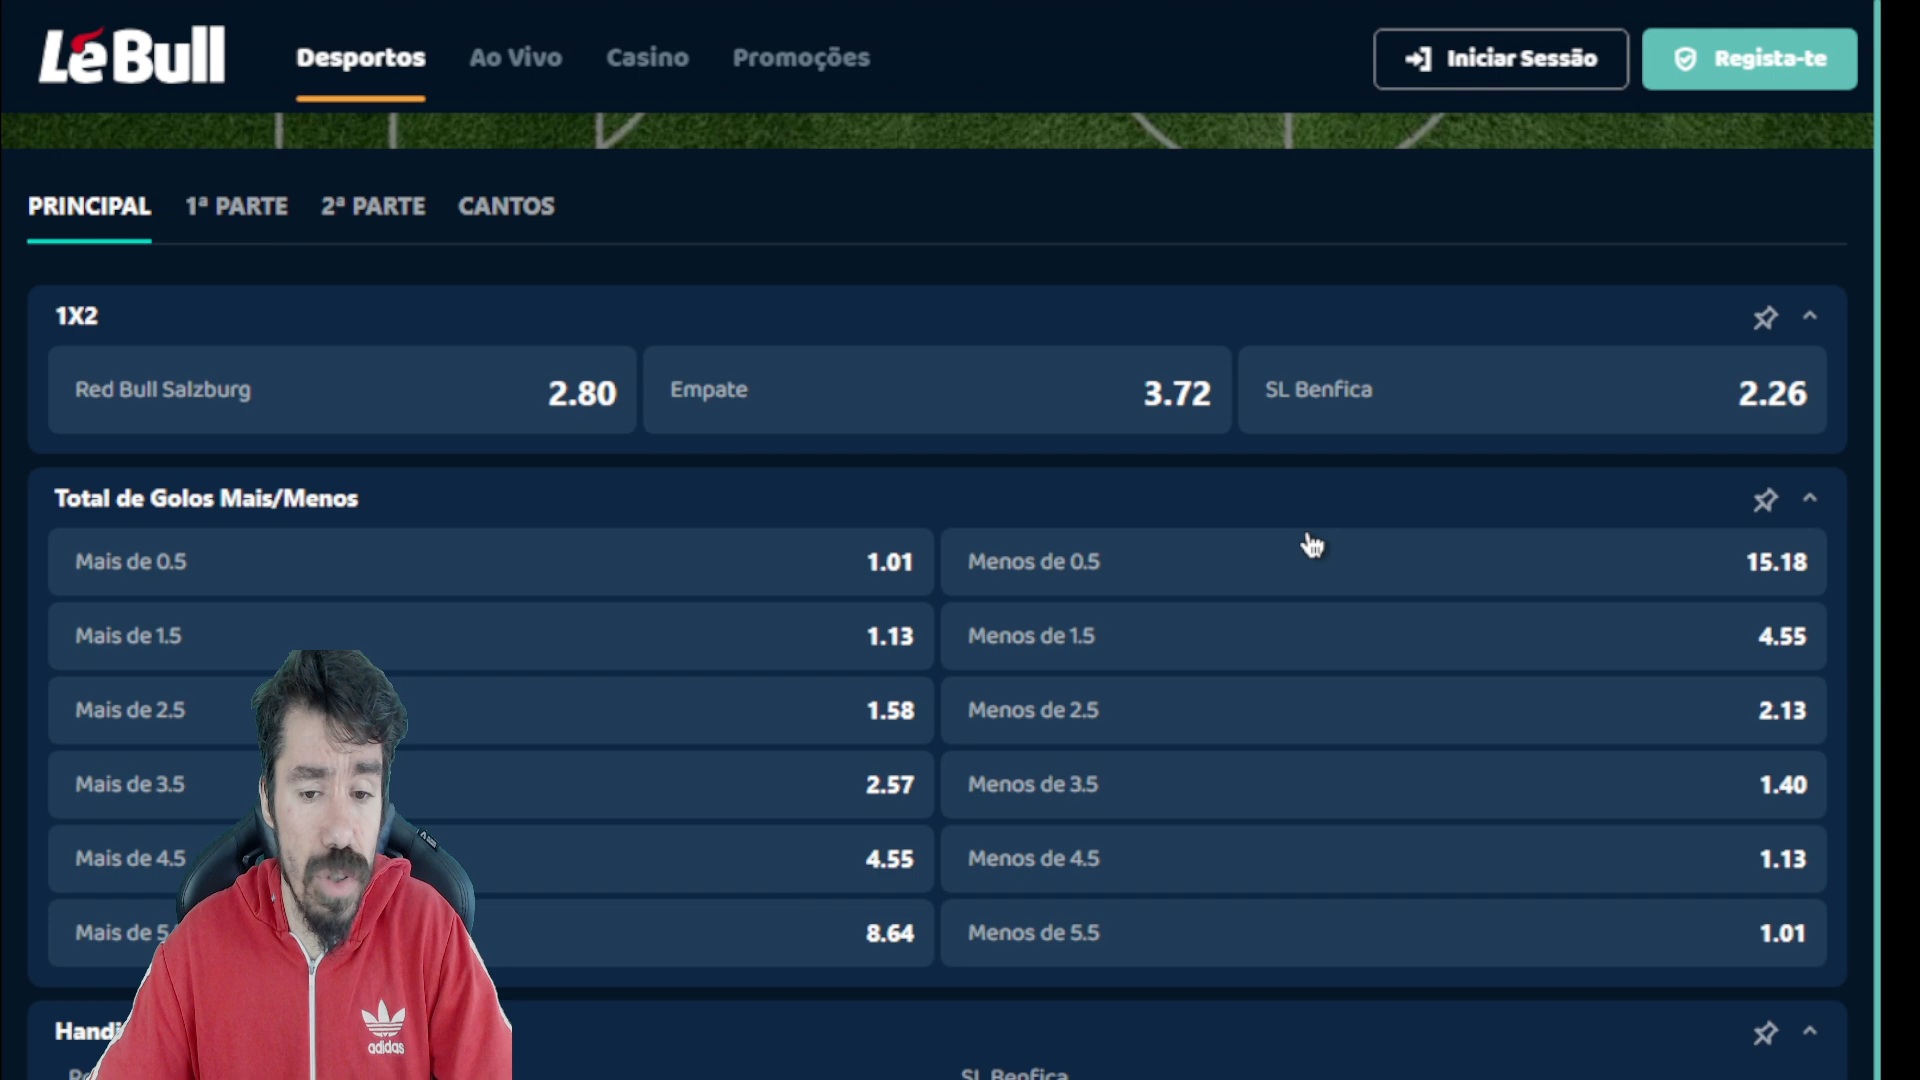 LeBull
Desportos
Ao Vivo
Casino
Promoções
Iniciar Sessão
Regista-te
PRINCIPAL
1ª PARTE
2ª PARTE
CANTOS
1X2
Red Bull Salzburg 2.80
Empate 3.72
SL Benfica 2.26
Total de Golos Mais/Menos
Mais de 0.5 1.01
Menos de 0.5 15.18
Mais de 1.5 1.13
Menos de 1.5 4.55
Mais de 2.5 1.58
Menos de 2.5 2.13
Mais de 3.5 2.57
Menos de 3.5 1.40
Mais de 4.5 4.55
Menos de 4.5 1.13
Mais de 5 8.64
Menos de 5.5 1.01
Handi
SL Benfica
adidas